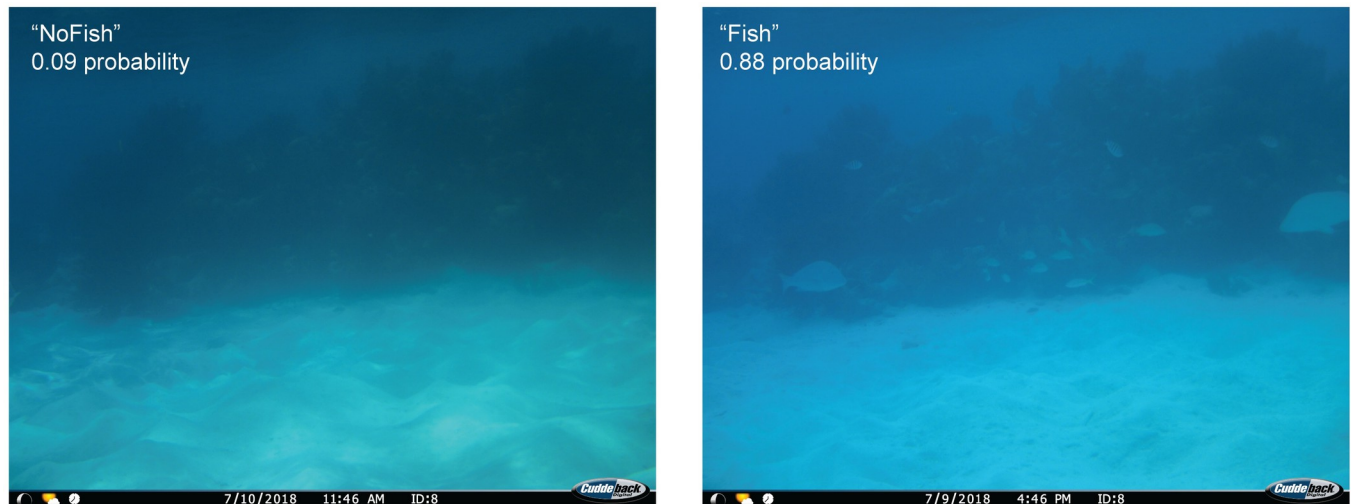 “NoFish”
0.09 probability
7/10/2018 11:46 AM ID:8
Cuddeback
“Fish”
0.88 probability
7/9/2018 4:46 PM ID:8
Cuddeback